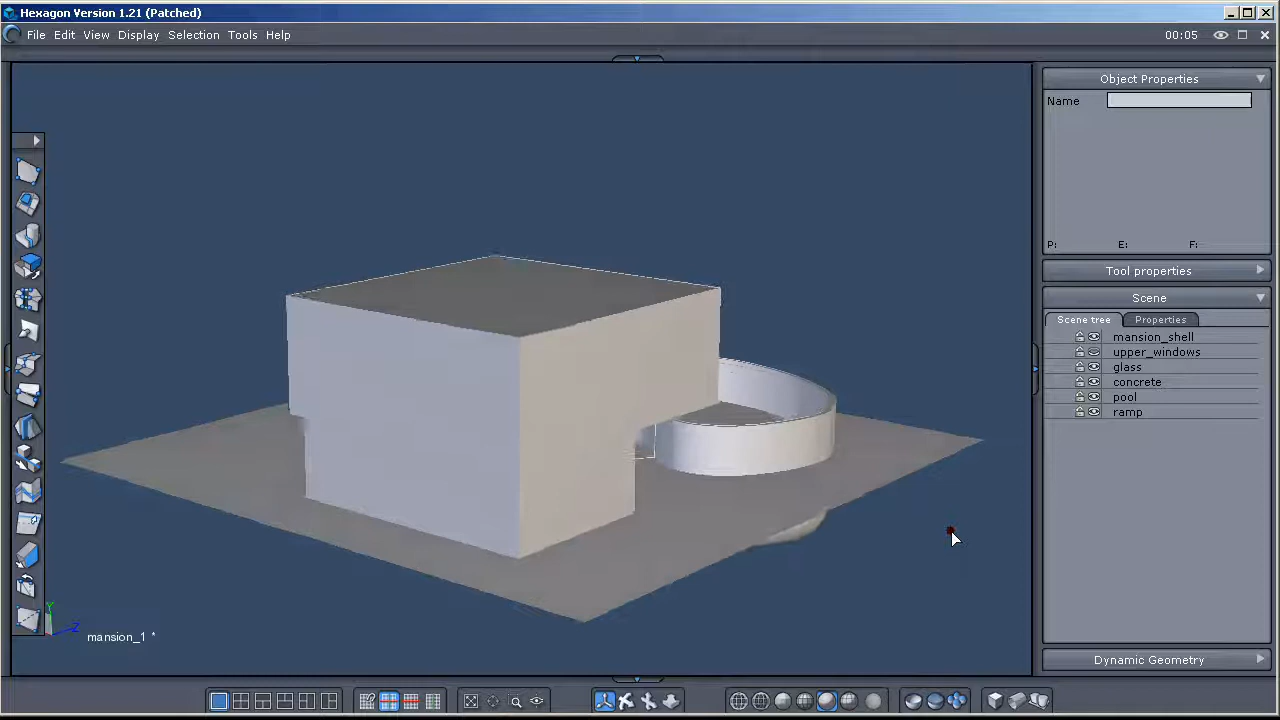 Hexagon Version 1.21 (Patched)
File Edit View Display Selection Tools Help 00:05
Object Properties
Name
P: E: F:
Tool properties
Scene
Scene tree Properties
mansion_shell
upper_windows
glass
concrete
pool
ramp
Y
Z
mansion_1 *
Dynamic Geometry